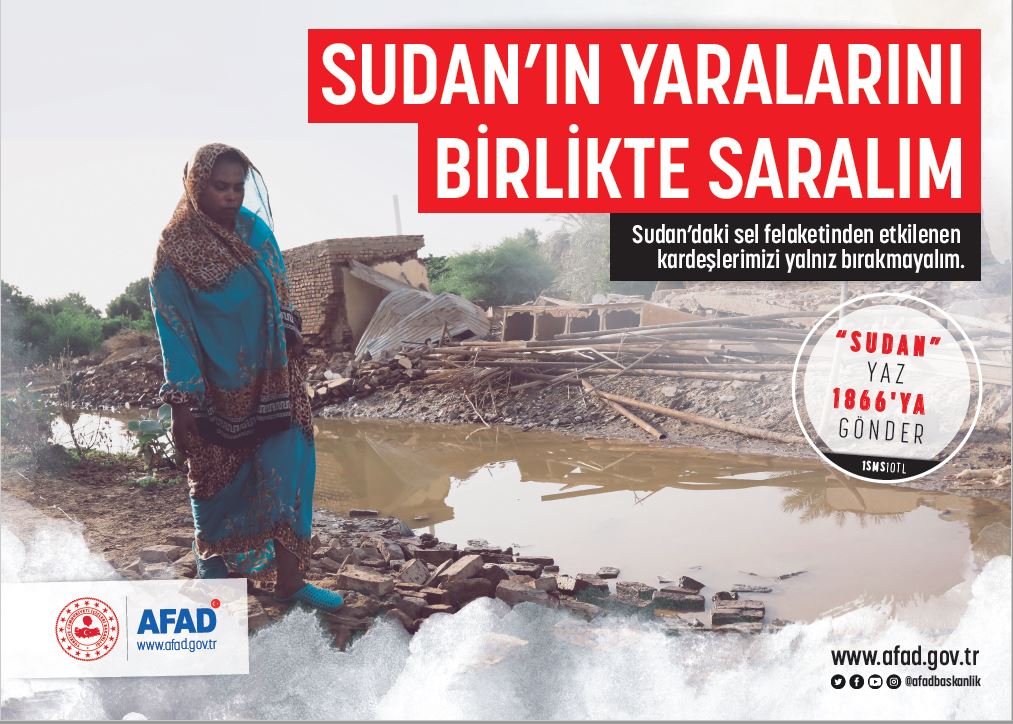 SUDAN'IN YARALARINI
BİRLİKTE SARALIM
Sudan'daki sel felaketinden etkilenen
kardeşlerimizi yalnız bırakmayalım.
"SUDAN"
YAZ
1866'YA
GÖNDER
1SMS10TL
AFAD
www.afad.gov.tr
www.afad.gov.tr
@afadbaskanlik